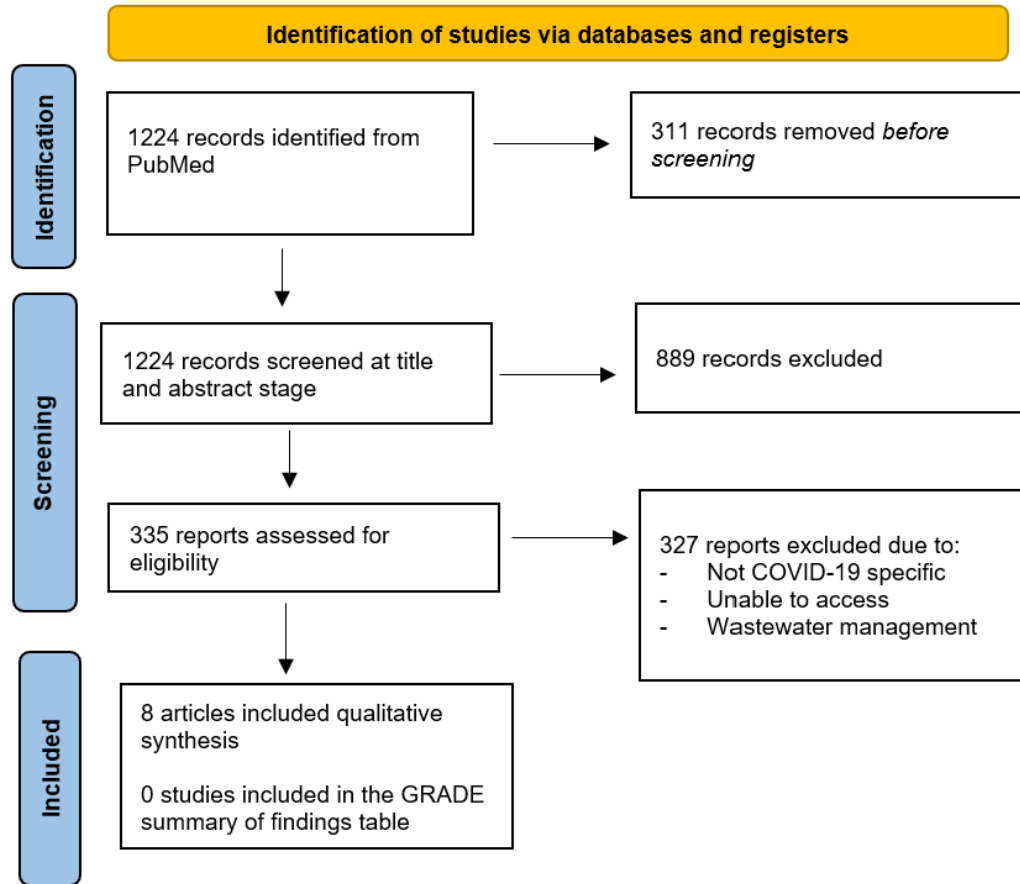 Identification of studies via databases and registers
Identification
1224 records identified from
PubMed
311 records removed before
screening
Screening
1224 records screened at title
and abstract stage
889 records excluded
335 reports assessed for
eligibility
327 reports excluded due to:
- Not COVID-19 specific
- Unable to access
- Wastewater management
Included
8 articles included qualitative
synthesis
0 studies included in the GRADE
summary of findings table